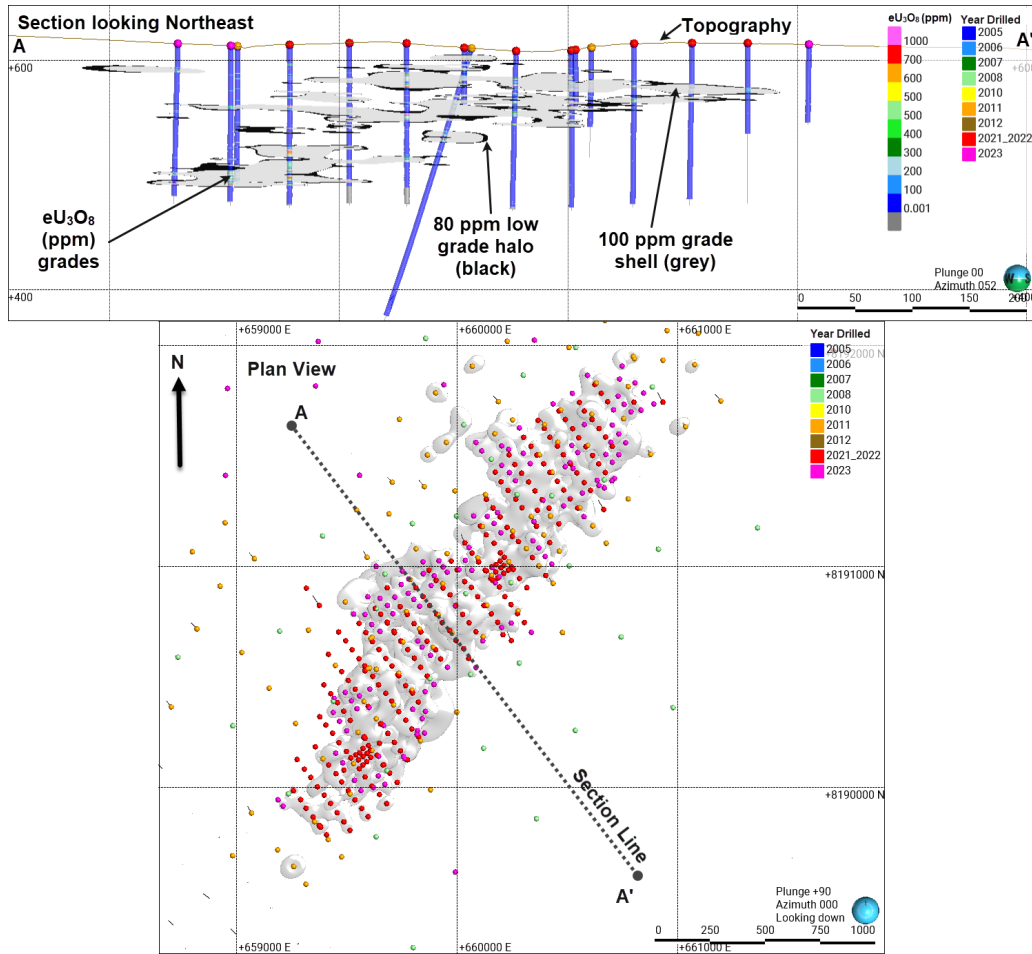 Section looking Northeast
Topography
A
A'
eU₃O₈ (ppm)
1000
700
600
500
500
400
300
200
100
0.001
Year Drilled
2005
2006
2007
2008
2010
2011
2012
2021_2022
2023
+600
+600
eU₃O₈
(ppm)
grades
80 ppm low
grade halo
(black)
100 ppm grade
shell (grey)
Plunge 00
Azimuth 052
W S
+400
+400
0 50 100 150 200
+659000 E
+660000 E
+661000 E
N
Plan View
A
Year Drilled
2005
2006
2007
2008
2010
2011
2012
2021_2022
2023
+8192000 N
+8191000 N
+8190000 N
Section Line
A'
Plunge +90
Azimuth 000
Looking down
0 250 500 750 1000
+659000 E
+660000 E
+661000 E